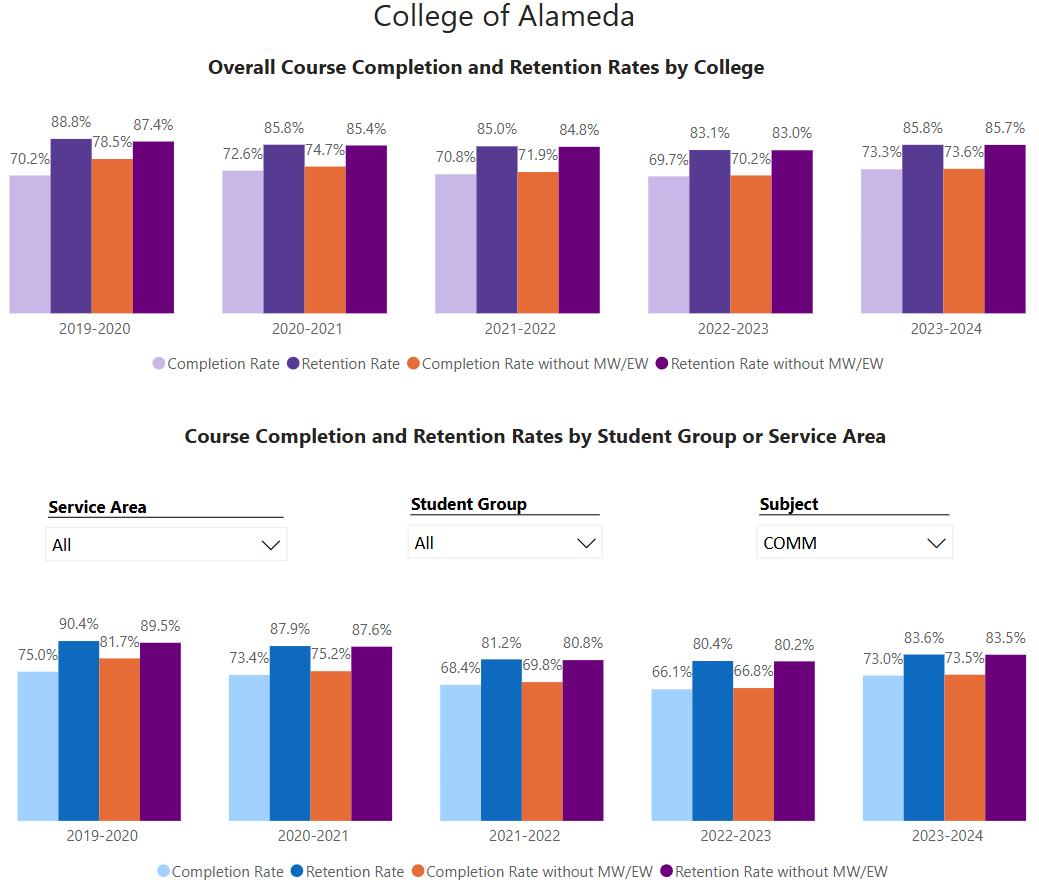 College of Alameda
Overall Course Completion and Retention Rates by College
70.2% 88.8% 78.5% 87.4%
72.6% 85.8% 74.7% 85.4%
70.8% 85.0% 71.9% 84.8%
69.7% 83.1% 70.2% 83.0%
73.3% 85.8% 73.6% 85.7%
2019-2020 2020-2021 2021-2022 2022-2023 2023-2024
Completion Rate Retention Rate Completion Rate without MW/EW Retention Rate without MW/EW
Course Completion and Retention Rates by Student Group or Service Area
Service Area Student Group Subject
All All COMM
75.0% 90.4% 81.7% 89.5%
73.4% 87.9% 75.2% 87.6%
68.4% 81.2% 69.8% 80.8%
66.1% 80.4% 66.8% 80.2%
73.0% 83.6% 73.5% 83.5%
2019-2020 2020-2021 2021-2022 2022-2023 2023-2024
Completion Rate Retention Rate Completion Rate without MW/EW Retention Rate without MW/EW